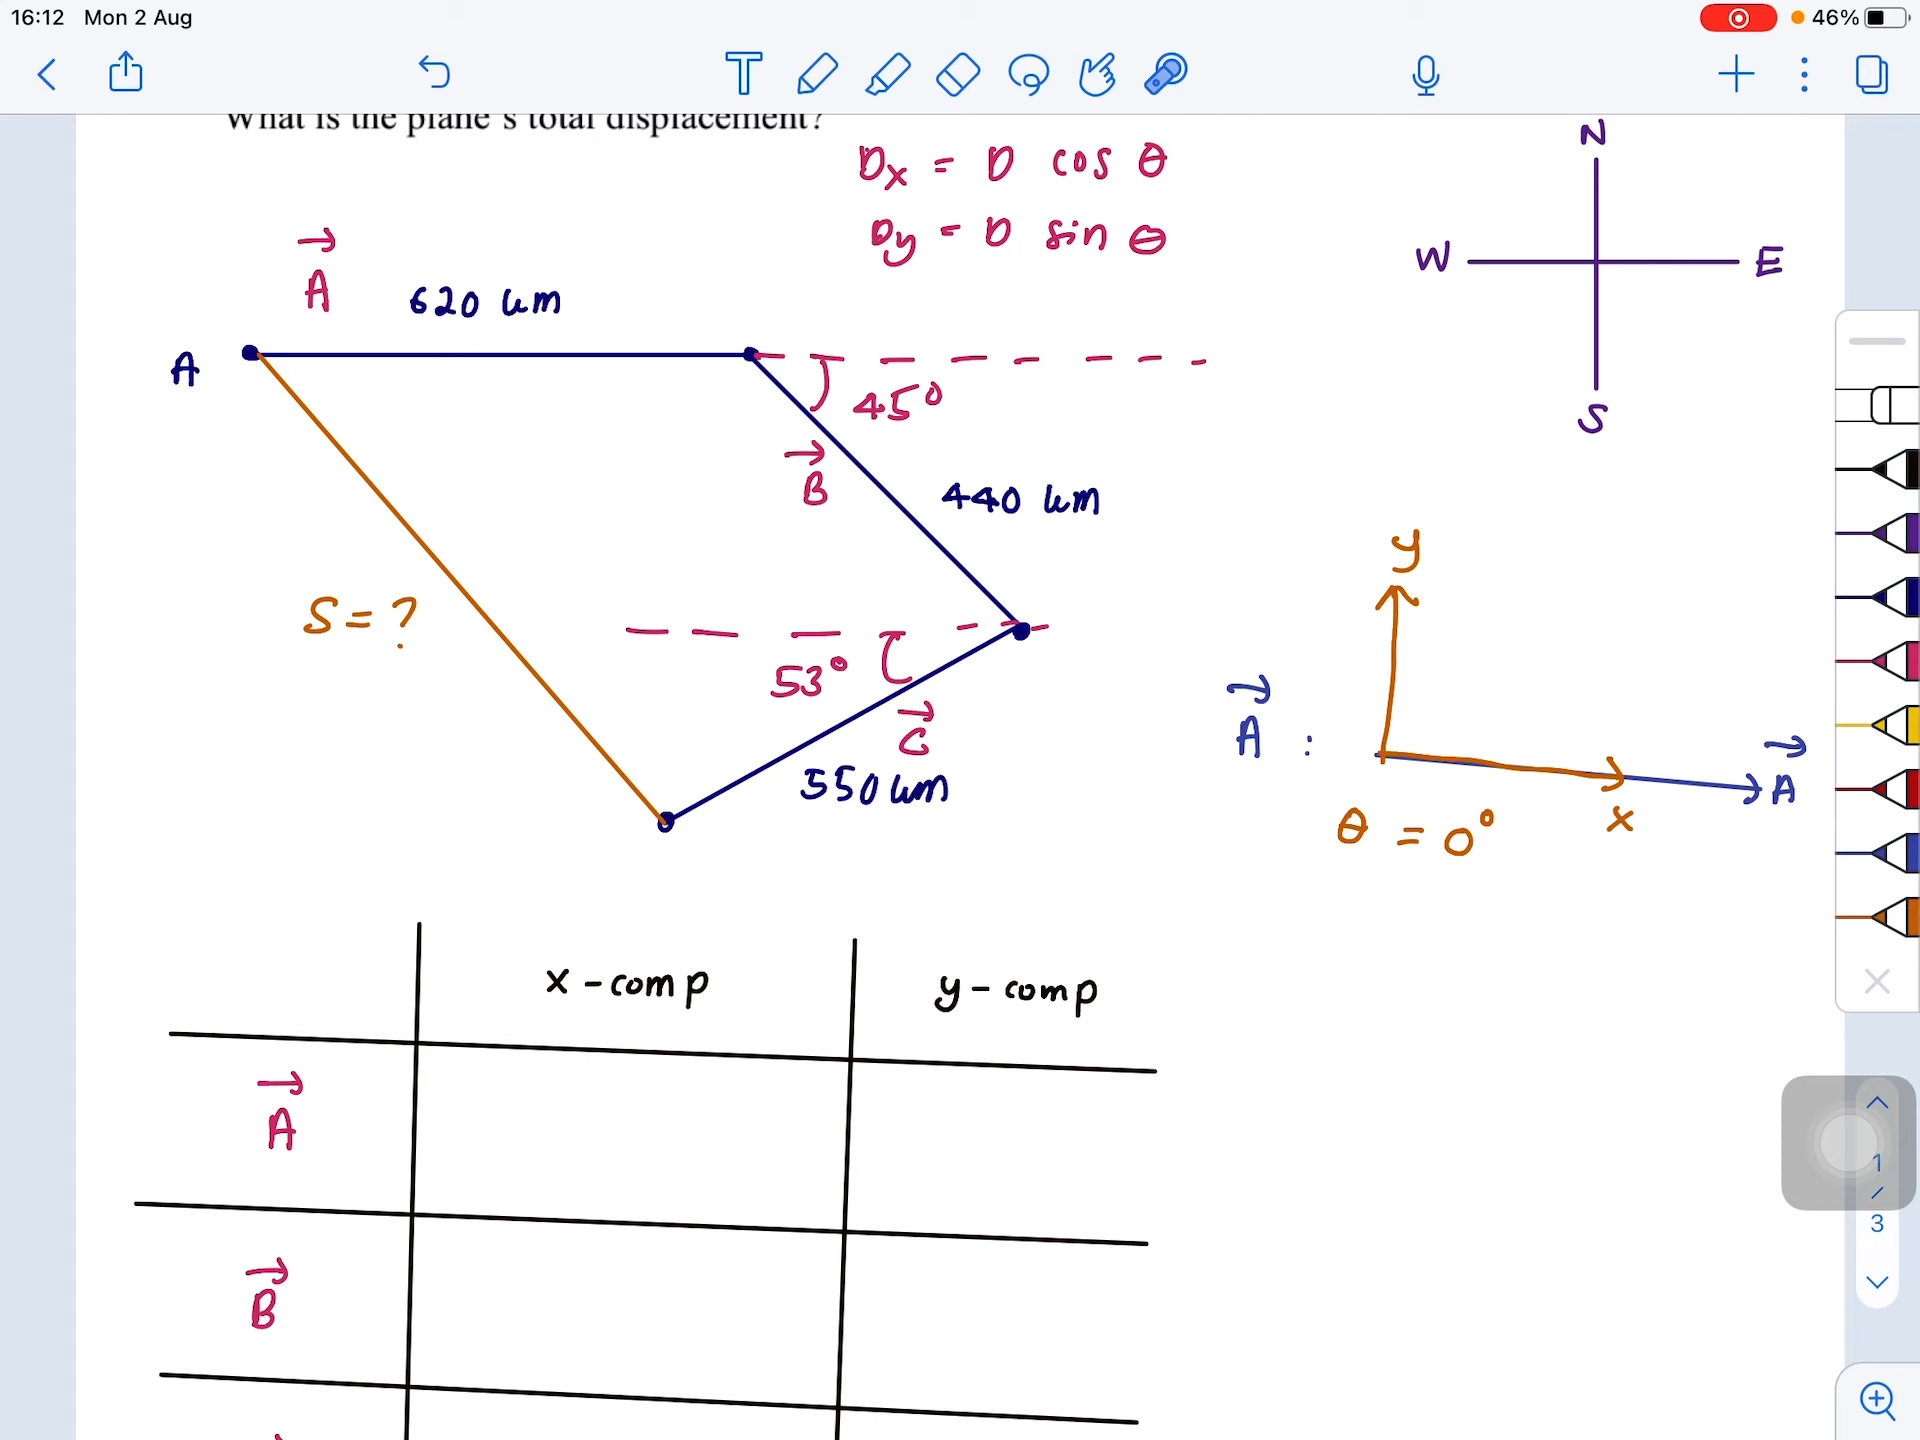 16:12 Mon 2 Aug
46%
T
What is the plane's total displacement?
Dx = D cos θ
Dy = D sin θ
N
W E
S
A
620 km
A
45°
B
440 km
S = ?
53°
C
550 km
y
A :
A
x
θ = 0°
x - comp
y - comp
A
B
1
/
3